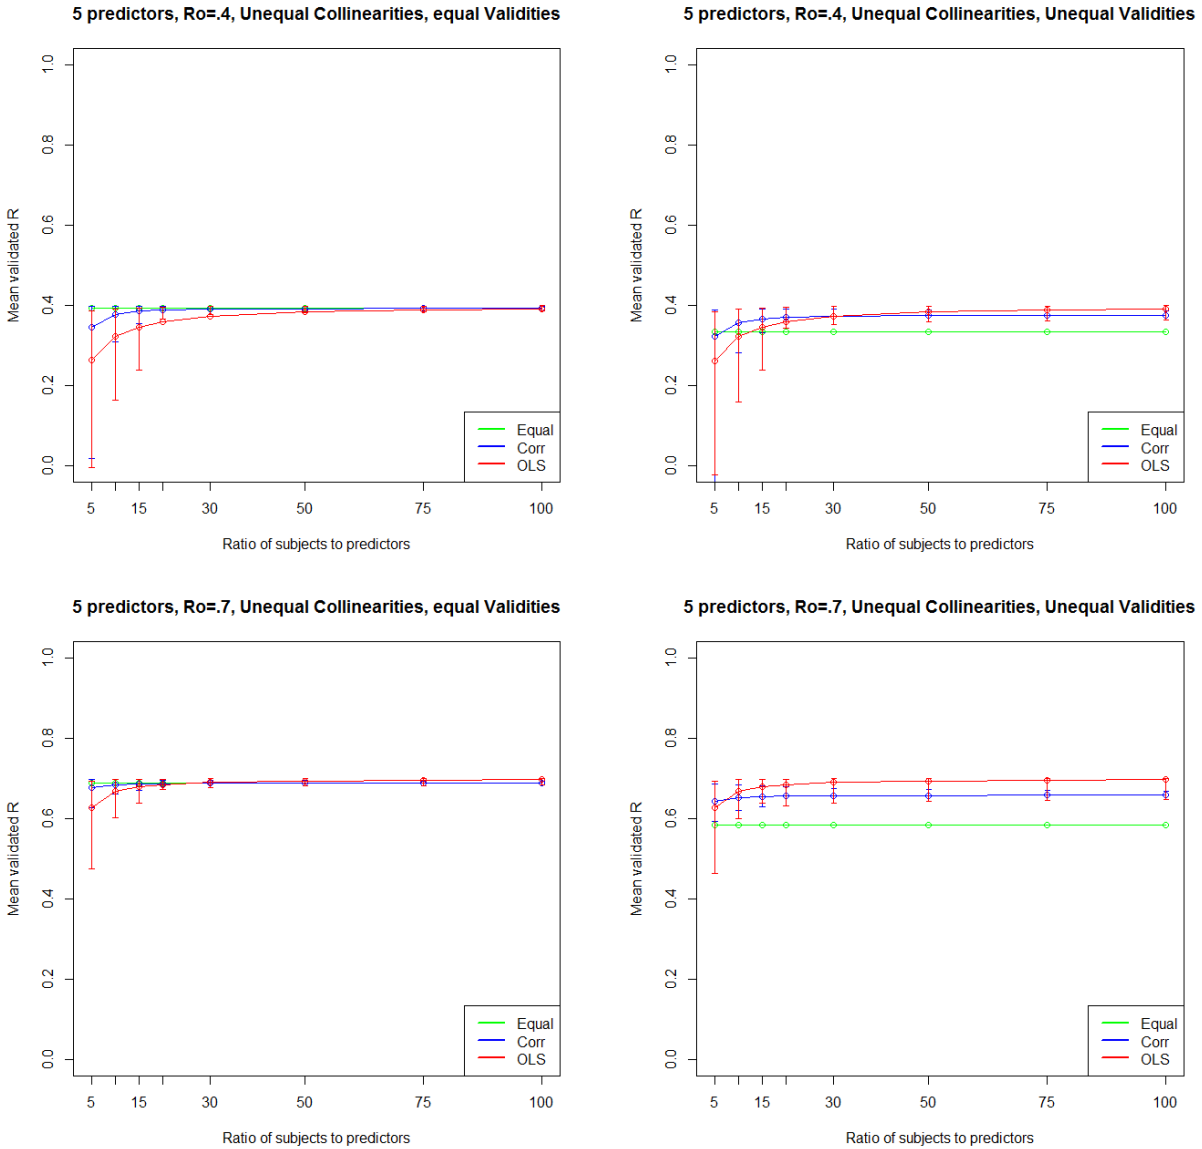 5 predictors, Ro=.4, Unequal Collinearities, equal Validities
Mean validated R
1.0
0.8
0.6
0.4
0.2
0.0
Equal
Corr
OLS
5 15 30 50 75 100
Ratio of subjects to predictors
5 predictors, Ro=.4, Unequal Collinearities, Unequal Validities
Mean validated R
1.0
0.8
0.6
0.4
0.2
0.0
Equal
Corr
OLS
5 15 30 50 75 100
Ratio of subjects to predictors
5 predictors, Ro=.7, Unequal Collinearities, equal Validities
Mean validated R
1.0
0.8
0.6
0.4
0.2
0.0
Equal
Corr
OLS
5 15 30 50 75 100
Ratio of subjects to predictors
5 predictors, Ro=.7, Unequal Collinearities, Unequal Validities
Mean validated R
1.0
0.8
0.6
0.4
0.2
0.0
Equal
Corr
OLS
5 15 30 50 75 100
Ratio of subjects to predictors